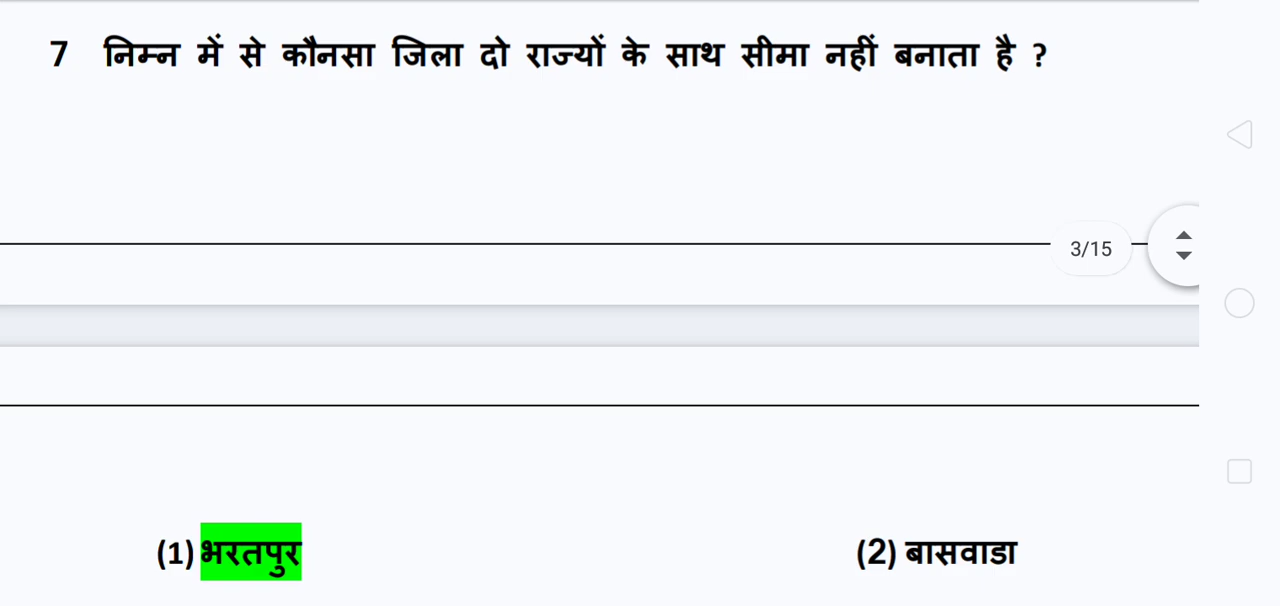 7 निम्न में से कौनसा जिला दो राज्यों के साथ सीमा नहीं बनाता है ?
3/15
(1) भरतपुर
(2) बासवाडा